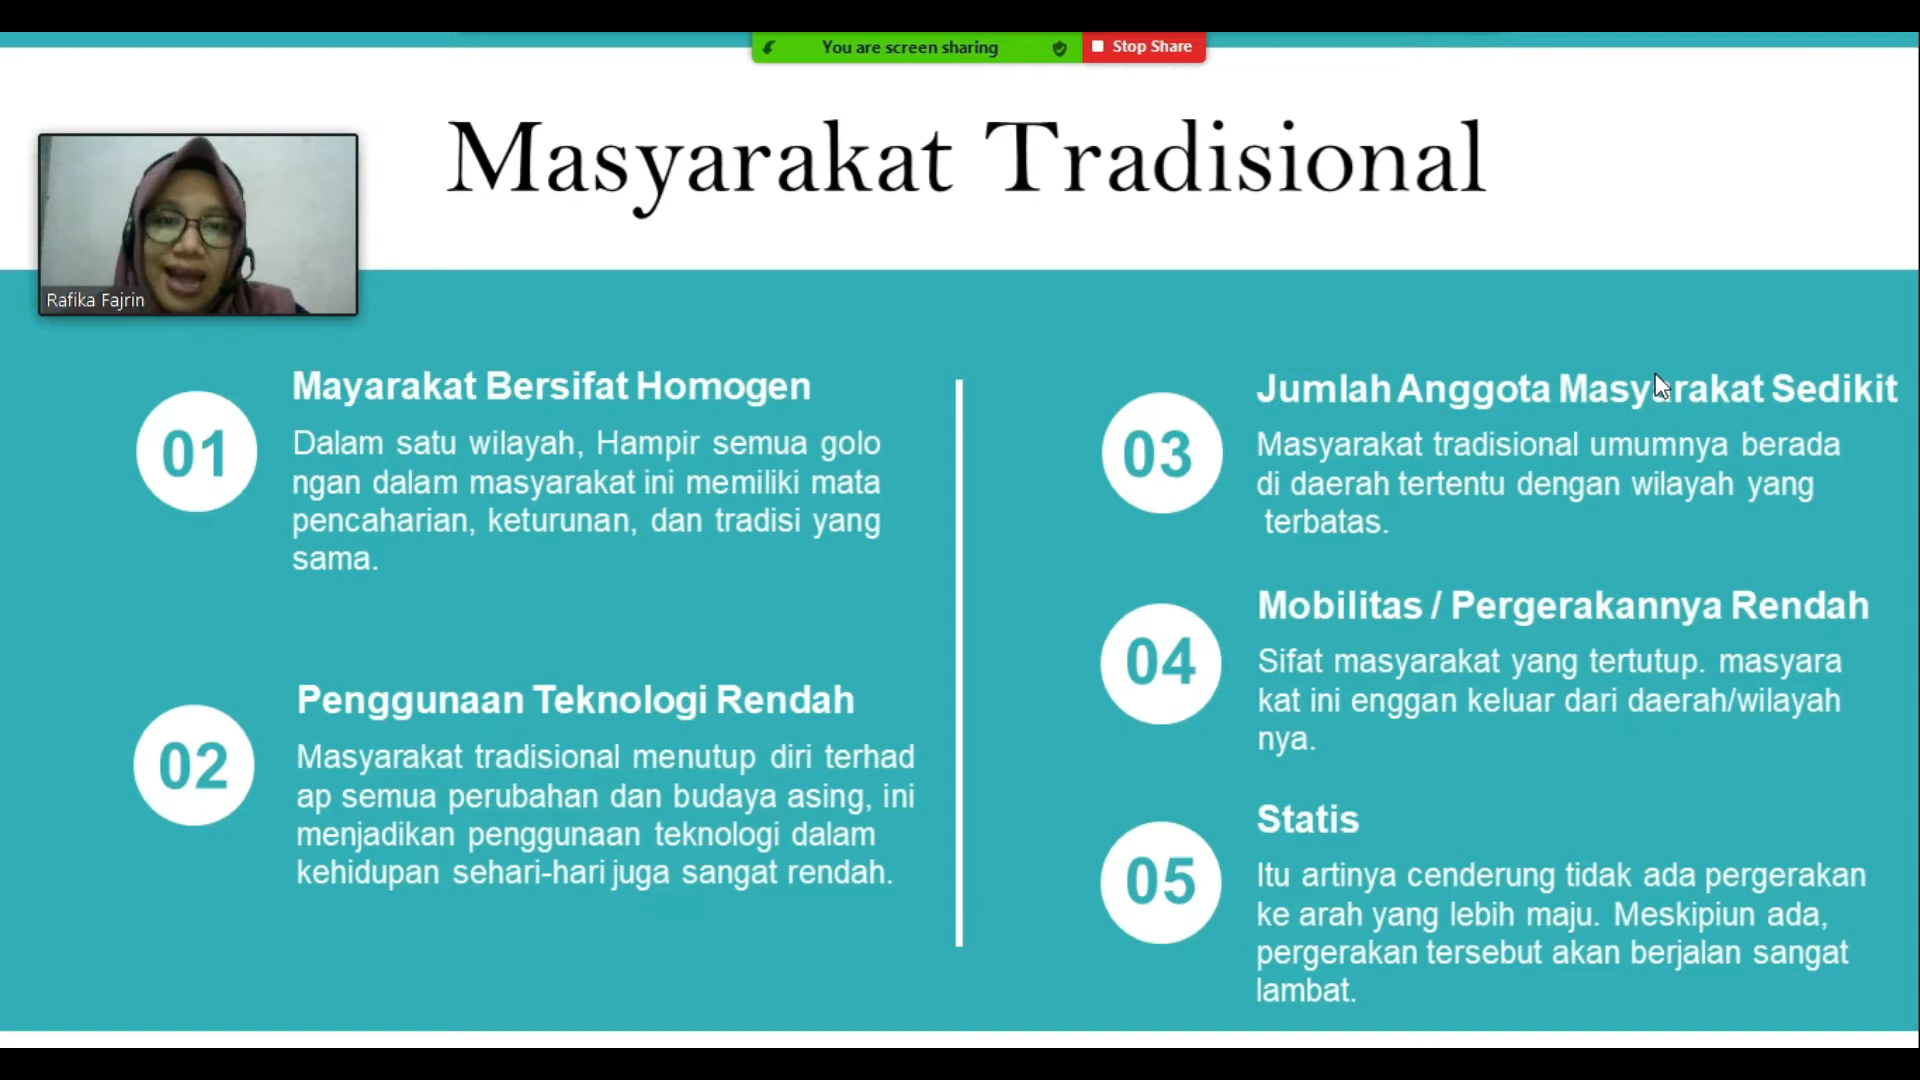 You are screen sharing
Stop Share
Masyarakat Tradisional
Rafika Fajrin
01
Mayarakat Bersifat Homogen
Dalam satu wilayah, Hampir semua golo
ngan dalam masyarakat ini memiliki mata
pencaharian, keturunan, dan tradisi yang
sama.
02
Penggunaan Teknologi Rendah
Masyarakat tradisional menutup diri terhad
ap semua perubahan dan budaya asing, ini
menjadikan penggunaan teknologi dalam
kehidupan sehari-hari juga sangat rendah.
03
Jumlah Anggota Masyarakat Sedikit
Masyarakat tradisional umumnya berada
di daerah tertentu dengan wilayah yang
terbatas.
04
Mobilitas / Pergerakannya Rendah
Sifat masyarakat yang tertutup. masyara
kat ini enggan keluar dari daerah/wilayah
nya.
05
Statis
Itu artinya cenderung tidak ada pergerakan
ke arah yang lebih maju. Meskipiun ada,
pergerakan tersebut akan berjalan sangat
lambat.